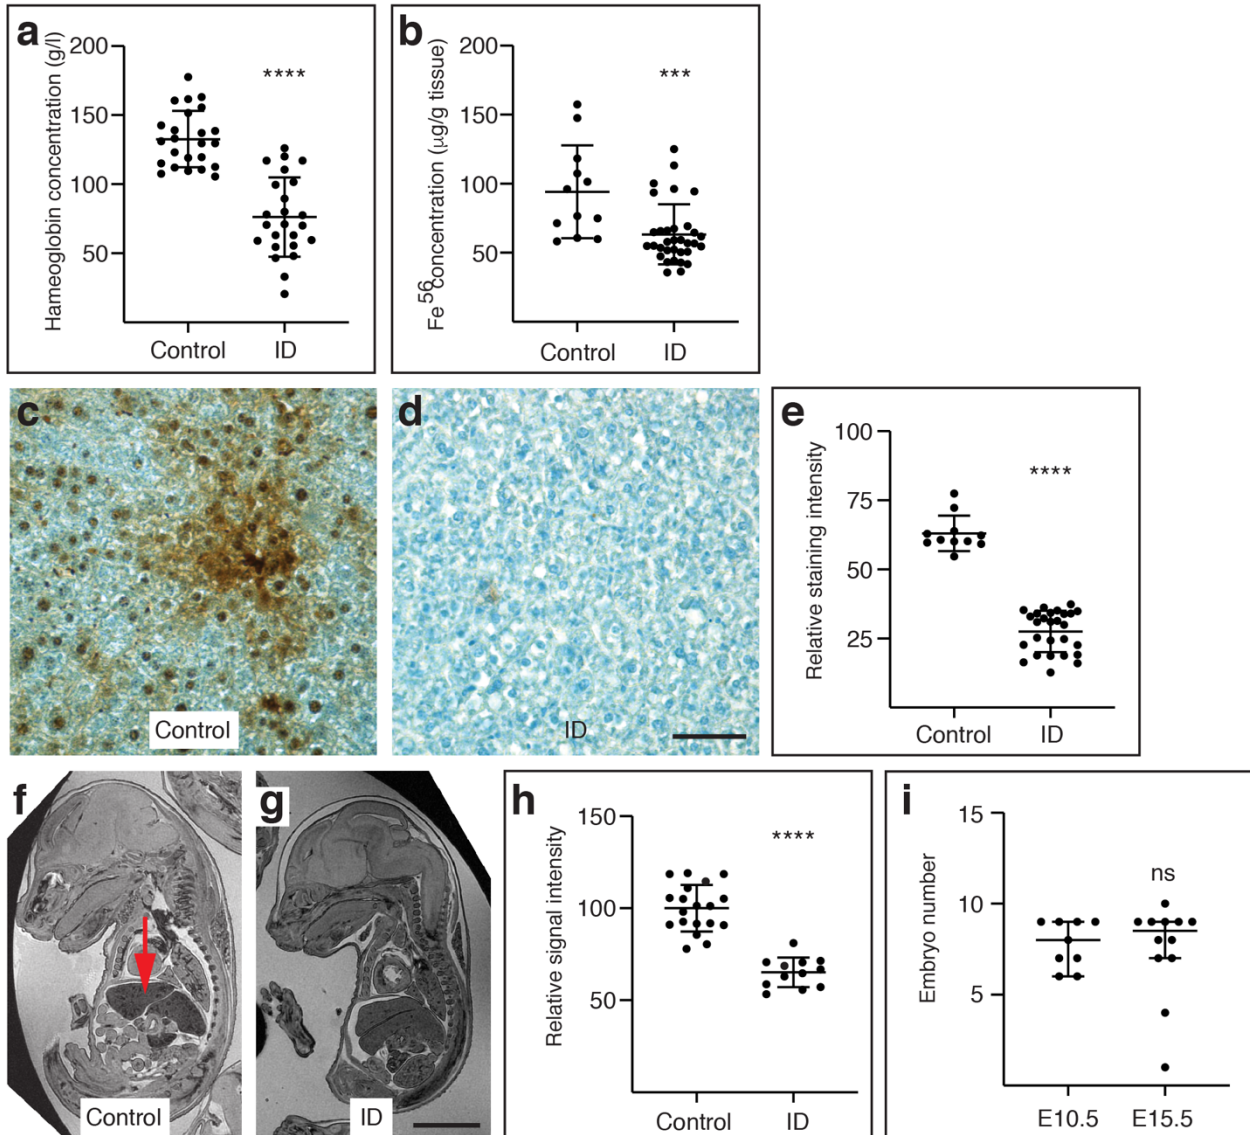 a
Hameoglobin concentration (g/l)
200
150
100
50
****
Control
ID
b
Fe56 concentration (µg/g tissue)
200
150
100
50
***
Control
ID
c
Control
d
ID
e
Relative staining intensity
100
75
50
25
****
Control
ID
f
Control
g
ID
h
Relative signal intensity
150
100
50
****
Control
ID
i
Embryo number
15
10
5
ns
E10.5
E15.5